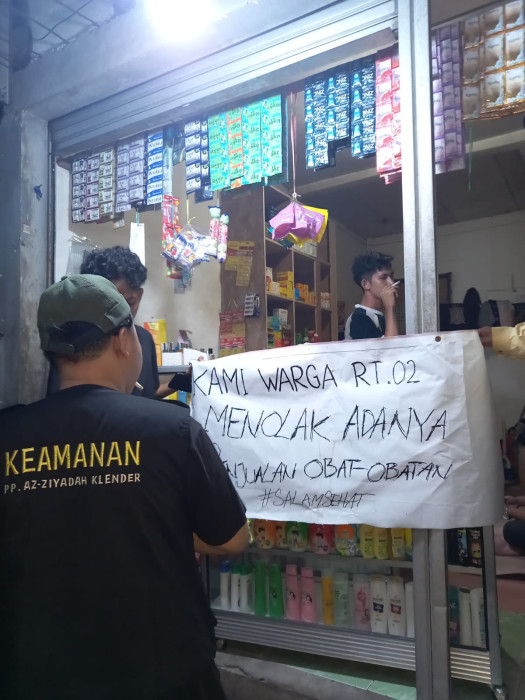 KAMI WARGA RT.02
MENOLAK ADANYA
PENJUALAN OBAT-OBATAN
#SALAMSEHAT
KEAMANAN
PP. AZ-ZIYADAH KLENDER